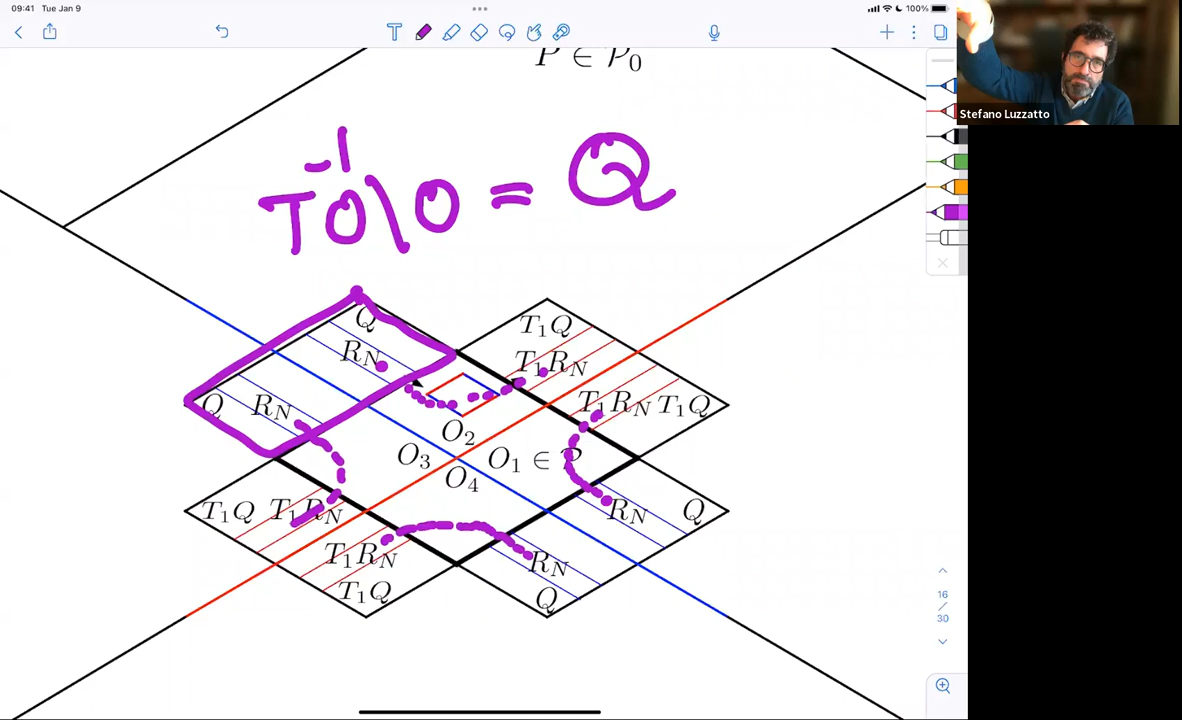 09:41 Tue Jan 9
100%
P ∈ P₀
Stefano Luzzatto
T⁻¹O\O = Q
Q
T₁Q
R_N
T₁R_N
Q R_N
T₁R_N T₁Q
O₂
O₃ O₁ ∈ P
O₄
T₁Q T₁R_N
R_N Q
T₁R_N
R_N
T₁Q
Q
16
/
30